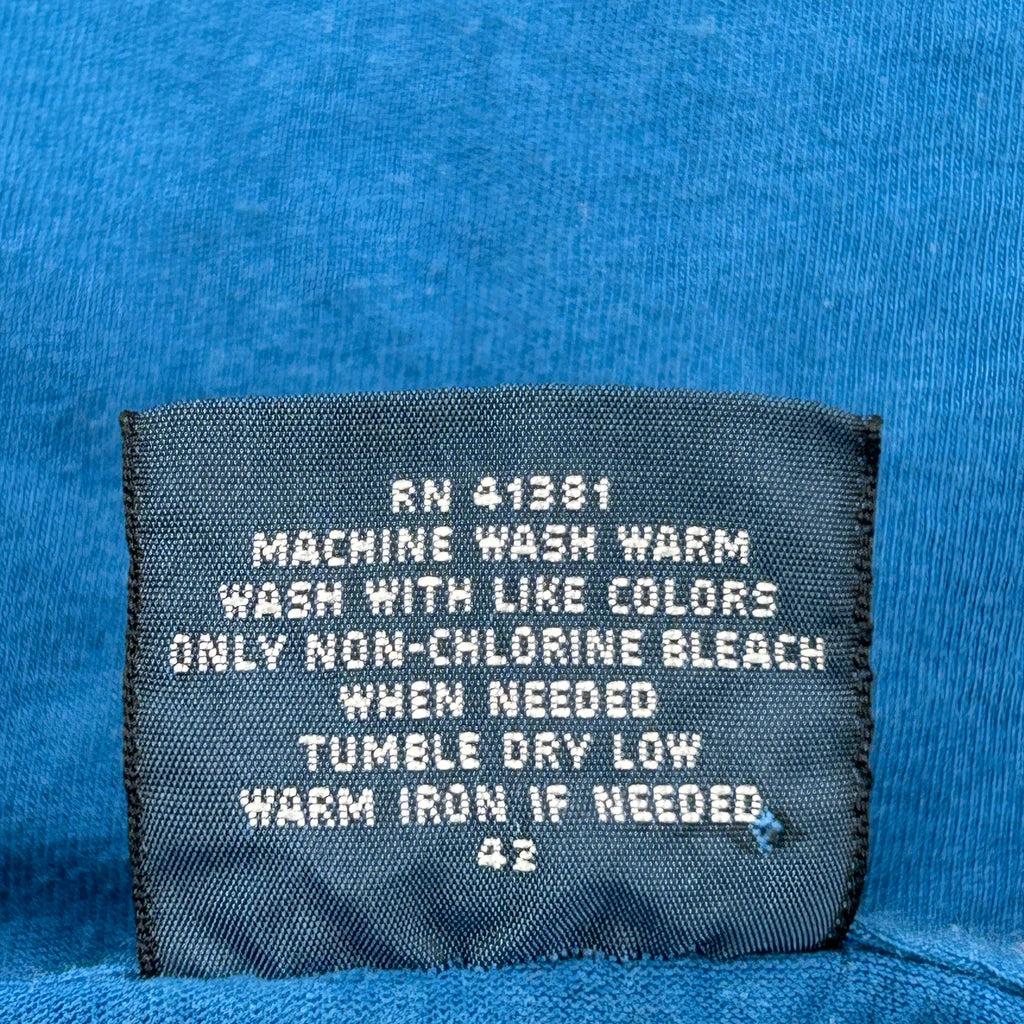 RN 41381
MACHINE WASH WARM
WASH WITH LIKE COLORS
ONLY NON-CHLORINE BLEACH
WHEN NEEDED
TUMBLE DRY LOW
WARM IRON IF NEEDED
42